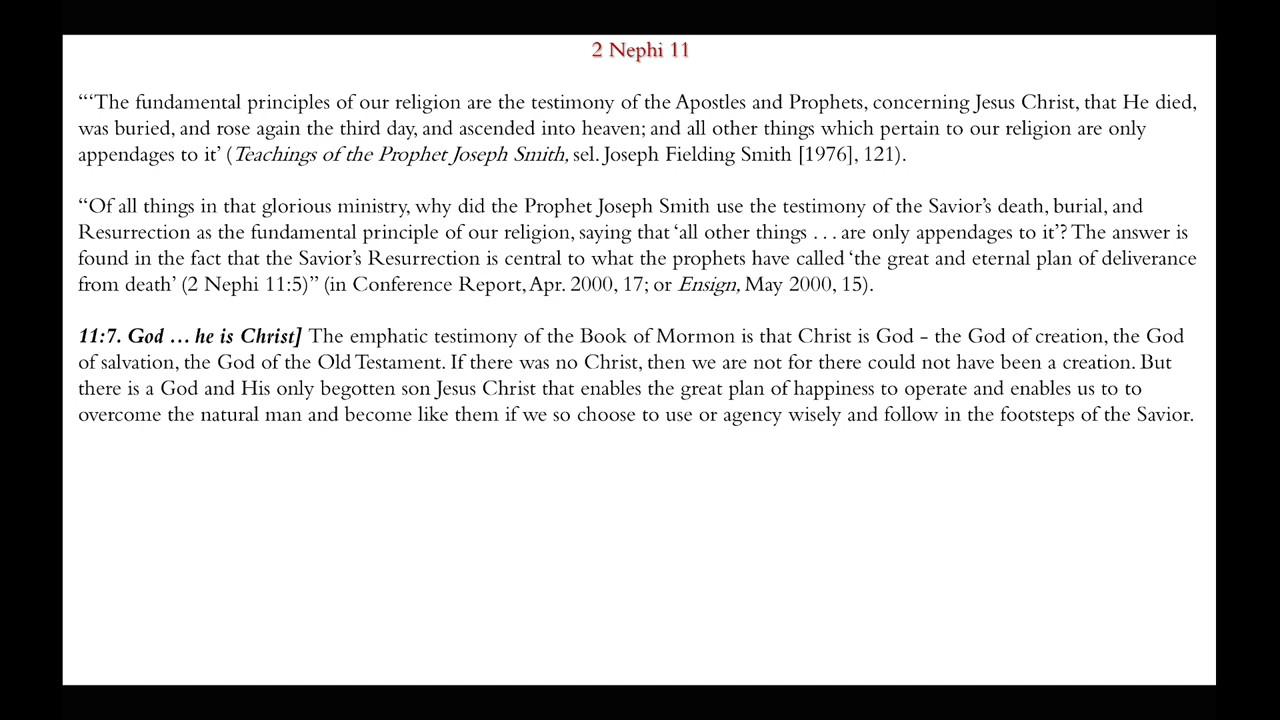 2 Nephi 11
“‘The fundamental principles of our religion are the testimony of the Apostles and Prophets, concerning Jesus Christ, that He died,
was buried, and rose again the third day, and ascended into heaven; and all other things which pertain to our religion are only
appendages to it’ (Teachings of the Prophet Joseph Smith, sel. Joseph Fielding Smith [1976], 121).
“Of all things in that glorious ministry, why did the Prophet Joseph Smith use the testimony of the Savior’s death, burial, and
Resurrection as the fundamental principle of our religion, saying that ‘all other things . . . are only appendages to it’? The answer is
found in the fact that the Savior’s Resurrection is central to what the prophets have called ‘the great and eternal plan of deliverance
from death’ (2 Nephi 11:5)” (in Conference Report, Apr. 2000, 17; or Ensign, May 2000, 15).
11:7. God … he is Christ] The emphatic testimony of the Book of Mormon is that Christ is God - the God of creation, the God
of salvation, the God of the Old Testament. If there was no Christ, then we are not for there could not have been a creation. But
there is a God and His only begotten son Jesus Christ that enables the great plan of happiness to operate and enables us to to
overcome the natural man and become like them if we so choose to use or agency wisely and follow in the footsteps of the Savior.